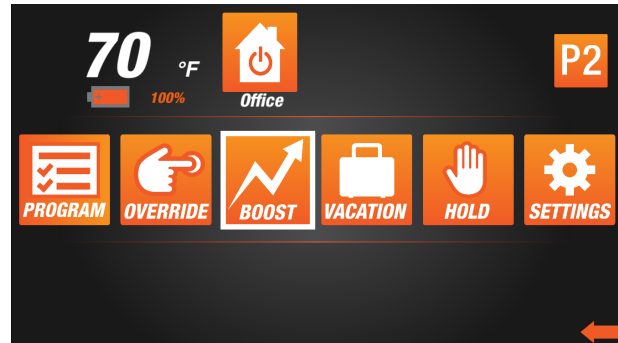 70 °F
P2
100%
Office
PROGRAM OVERRIDE BOOST VACATION HOLD SETTINGS